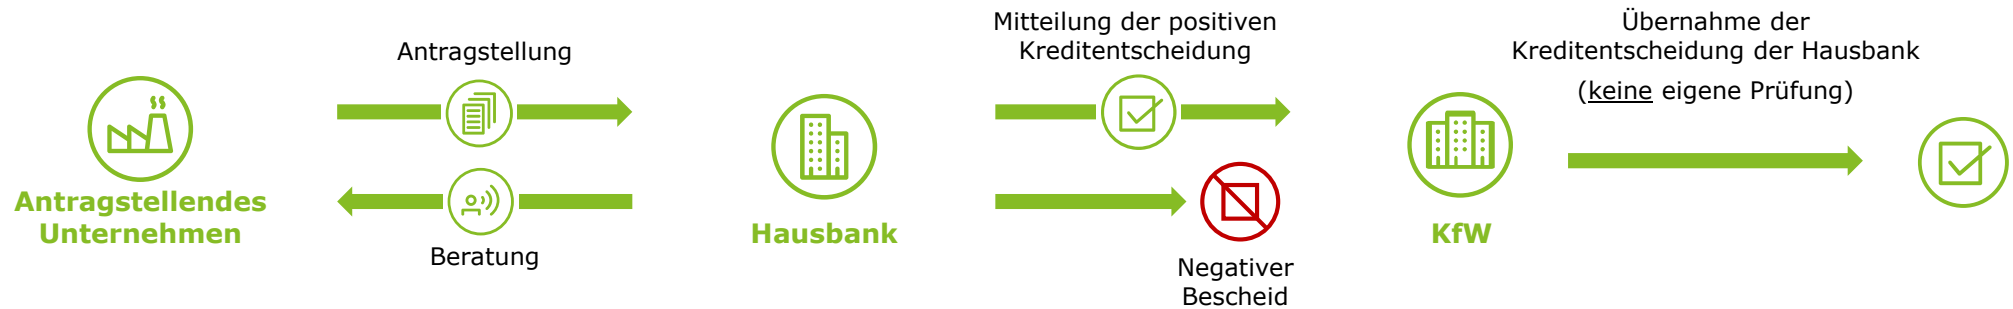 Antragstellendes
Unternehmen
Antragstellung
Beratung
Hausbank
Mitteilung der positiven
Kreditentscheidung
Negativer
Bescheid
KfW
Übernahme der
Kreditentscheidung der Hausbank
(keine eigene Prüfung)